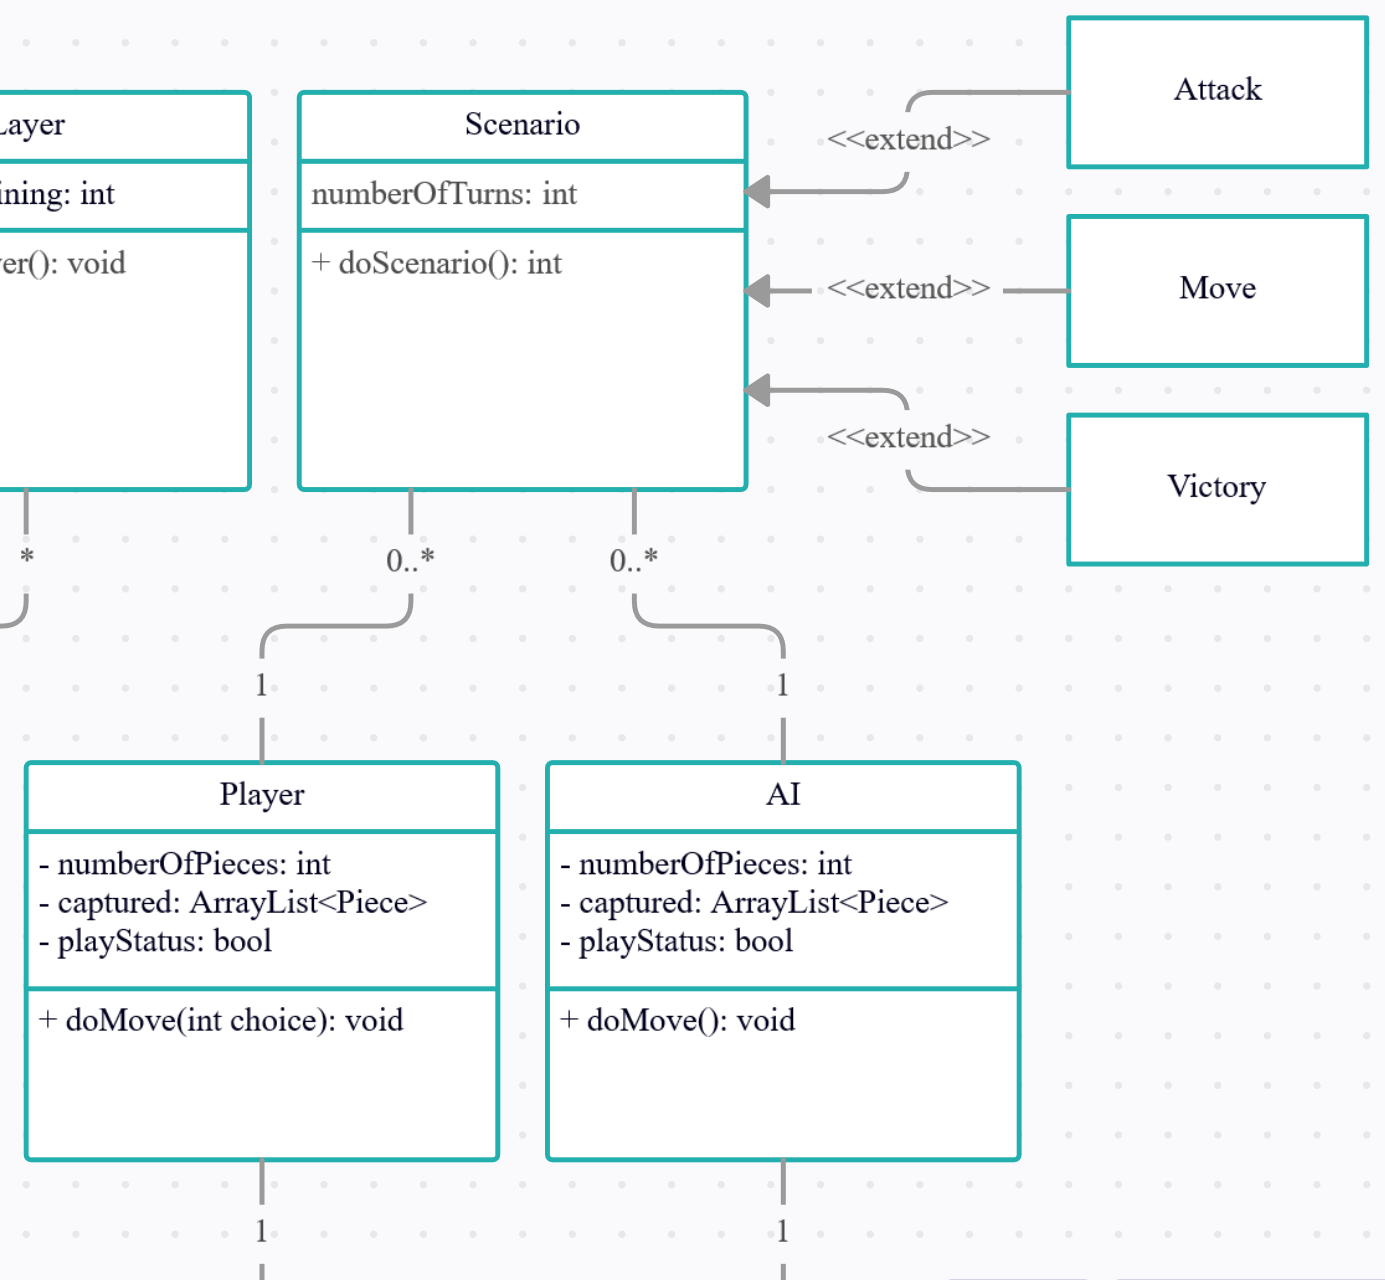 Attack
Layer
ining: int
er(): void
Scenario
numberOfTurns: int
+ doScenario(): int
<<extend>>
<<extend>>
Move
<<extend>>
Victory
*
0..*
0..*
1
1
Player
- numberOfPieces: int
- captured: ArrayList<Piece>
- playStatus: bool
+ doMove(int choice): void
AI
- numberOfPieces: int
- captured: ArrayList<Piece>
- playStatus: bool
+ doMove(): void
1
1